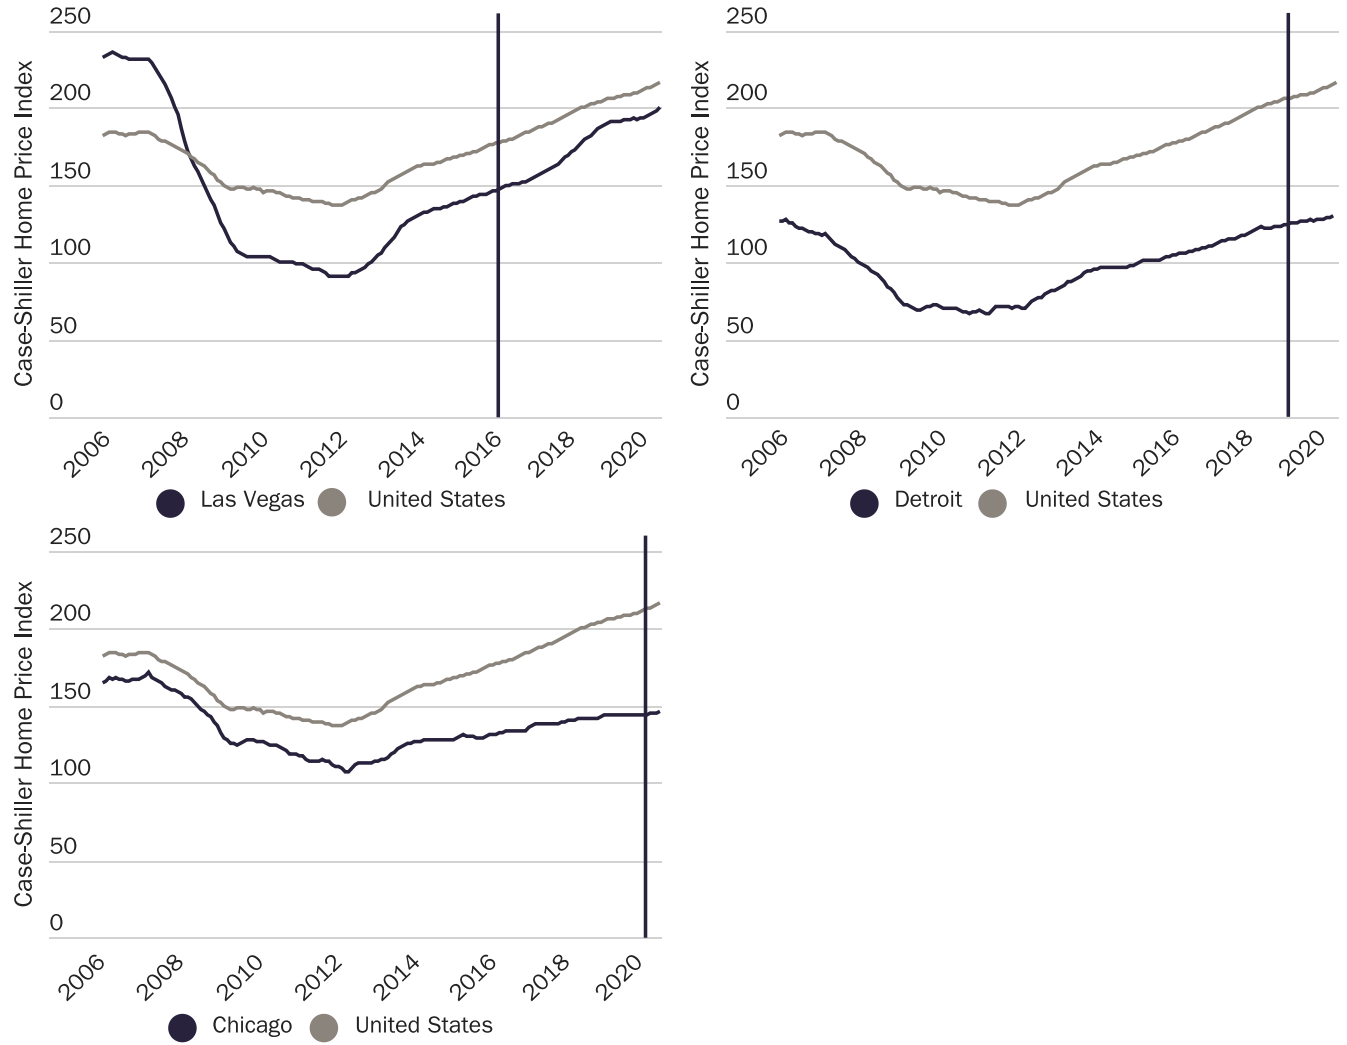 250
200
150
100
50
0
Case-Shiller Home Price Index
2006 2008 2010 2012 2014 2016 2018 2020
Las Vegas United States
250
200
150
100
50
0
Case-Shiller Home Price Index
2006 2008 2010 2012 2014 2016 2018 2020
Detroit United States
250
200
150
100
50
0
Case-Shiller Home Price Index
2006 2008 2010 2012 2014 2016 2018 2020
Chicago United States